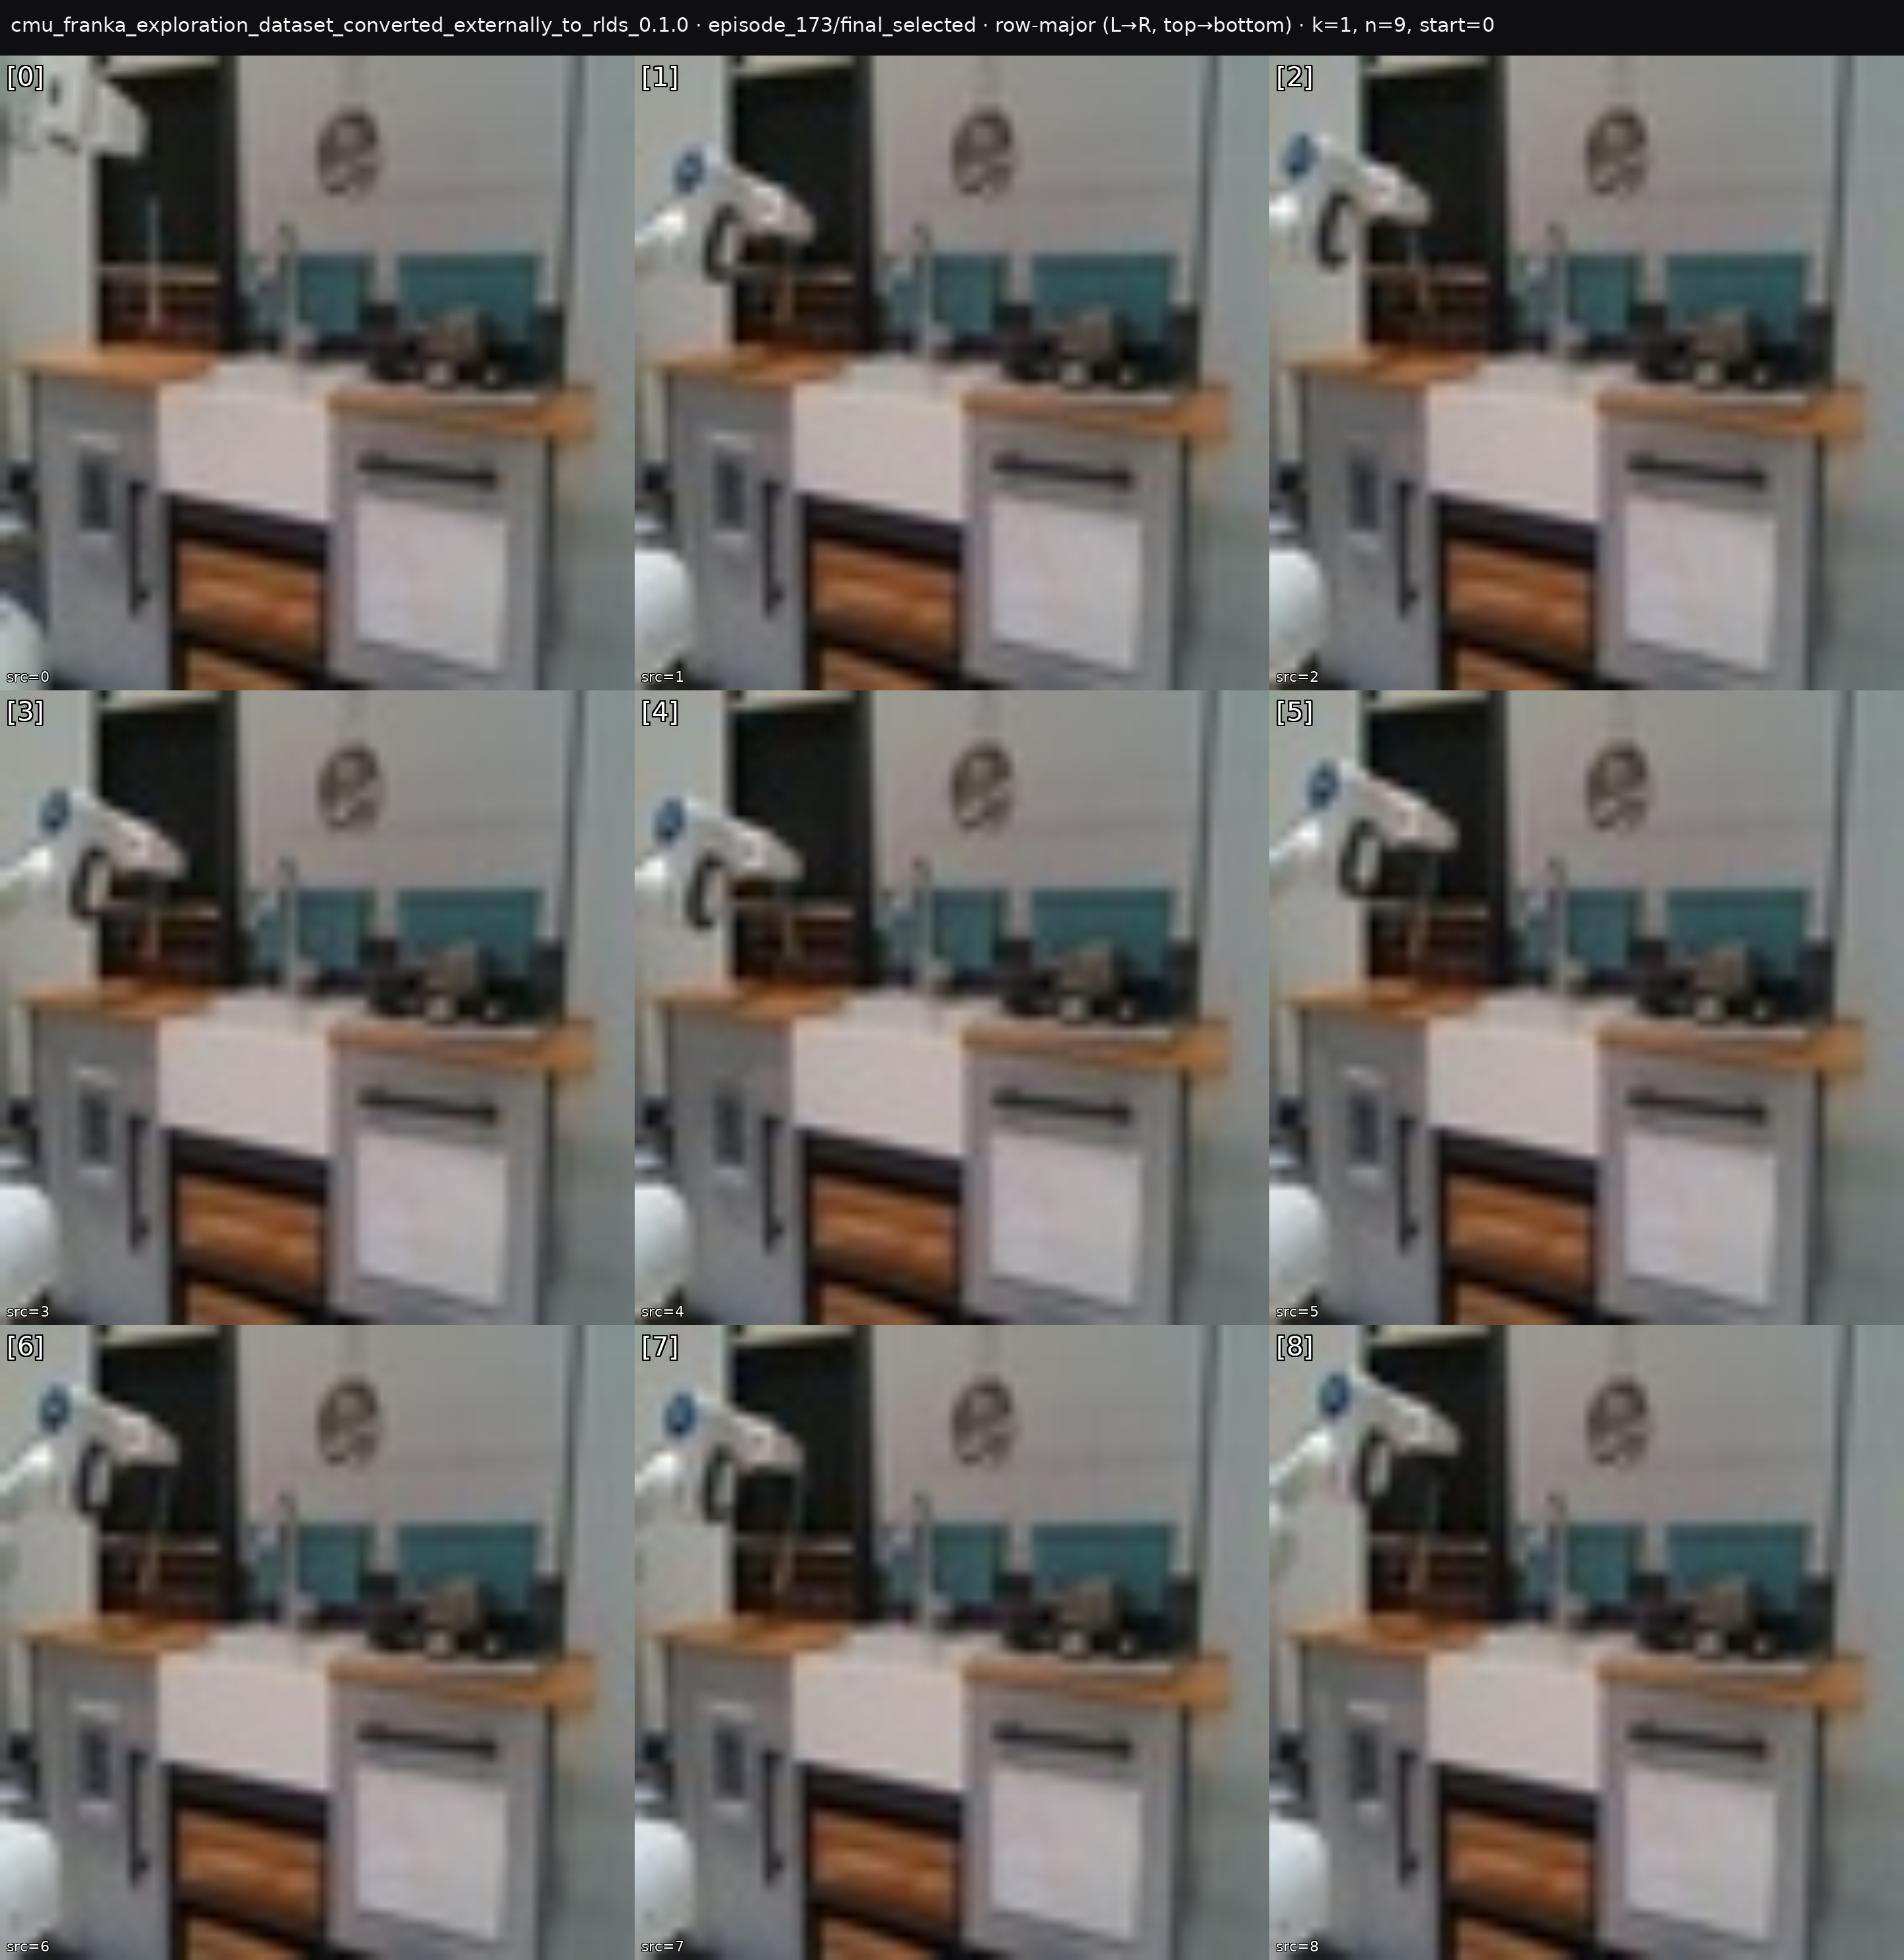 cmu_franka_exploration_dataset_converted_externally_to_rlds_0.1.0 · episode_173/final_selected · row-major (L→R, top→bottom) · k=1, n=9, start=0
[0]
[1]
[2]
src=0
src=1
src=2
[3]
[4]
[5]
src=3
src=4
src=5
[6]
[7]
[8]
src=6
src=7
src=8